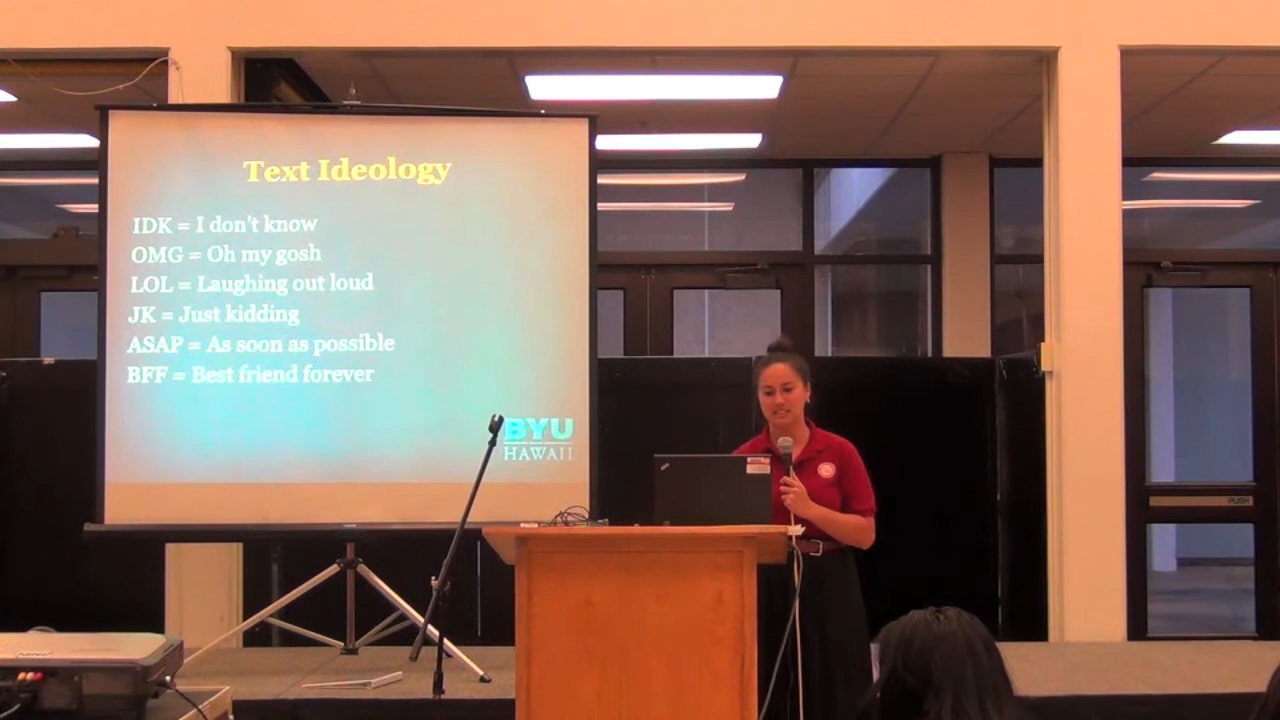 Text Ideology
IDK = I don't know
OMG = Oh my gosh
LOL = Laughing out loud
JK = Just kidding
ASAP = As soon as possible
BFF = Best friend forever
BYU
HAWAII
PUSH